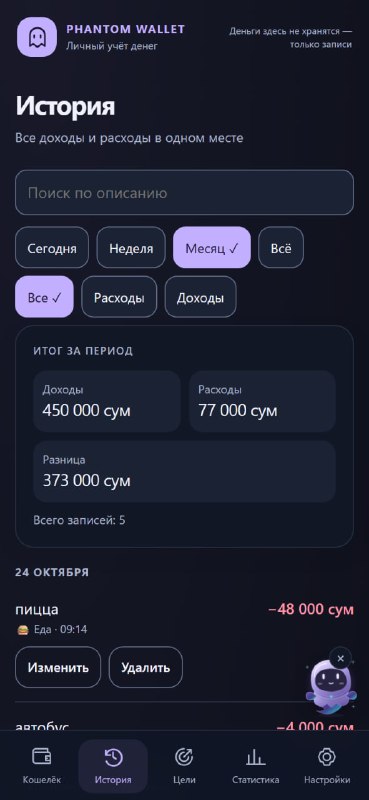 PHANTOM WALLET
Личный учёт денег
Деньги здесь не хранятся —
только записи
История
Все доходы и расходы в одном месте
Поиск по описанию
Сегодня
Неделя
Месяц ✓
Всё
Все ✓
Расходы
Доходы
ИТОГ ЗА ПЕРИОД
Доходы
450 000 сум
Расходы
77 000 сум
Разница
373 000 сум
Всего записей: 5
24 ОКТЯБРЯ
пицца
−48 000 сум
Еда · 09:14
Изменить
Удалить
×
автобус
−4 000 сум
Кошелёк
История
Цели
Статистика
Настройки